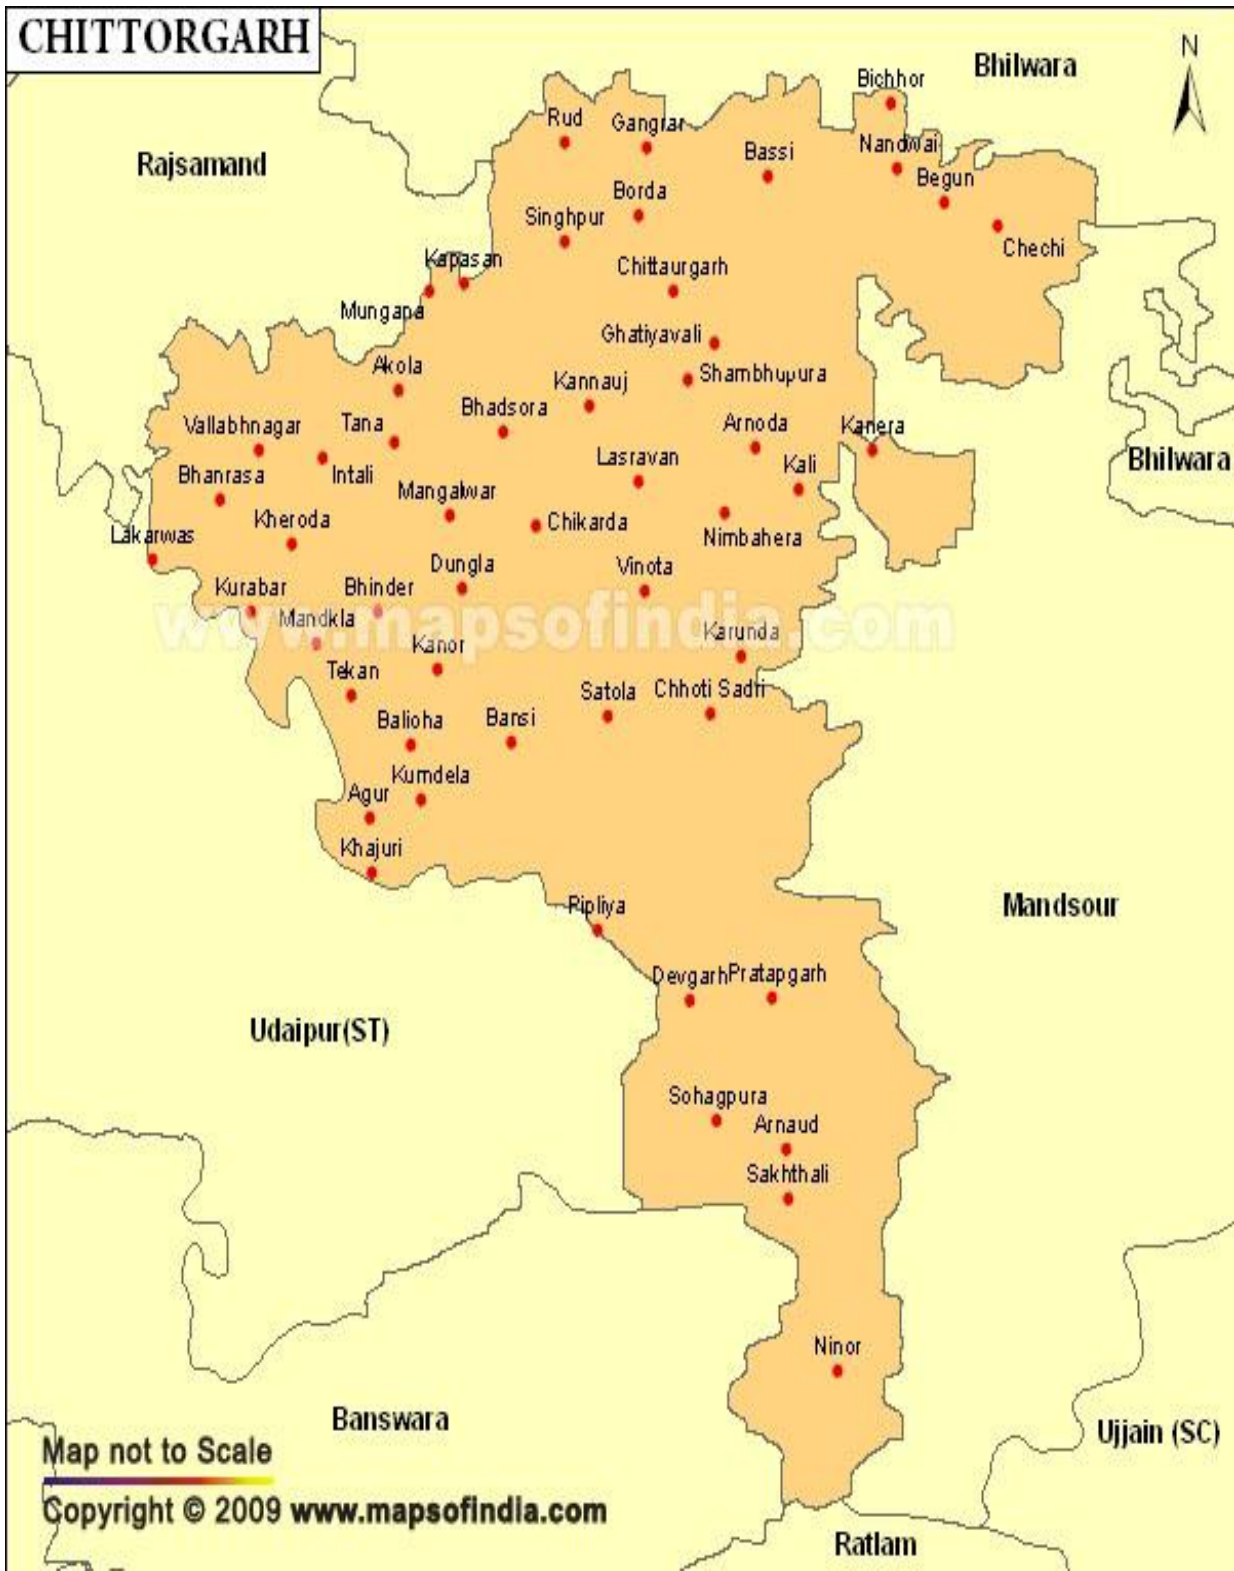 CHITTORGARH
N
Bhilwara
Bichhor
Rud
Gangrar
Nandwai
Bassi
Rajsamand
Begun
Borda
Singhpur
Chechi
Kapasan
Chittaurgarh
Mungana
Ghatiyavali
Akola
Kannauj
Shambhupura
Bhadsora
Vallabhnagar
Tana
Arnoda
Kanera
Bhanrasa
Intali
Lasravan
Kali
Bhilwara
Mangalwar
Kheroda
Chikarda
Nimbahera
Lakarwas
Kurabar
Bhinder
Dungla
Vinota
www.mapsofindia.com
Mandkla
Kanor
Karunda
Tekan
Satola
Chhoti Sadri
Balioha
Bansi
Kumdela
Agur
Khajuri
Pipliya
Mandsour
Devgarh
Pratapgarh
Udaipur(ST)
Sohagpura
Arnaud
Sakhthali
Ninor
Banswara
Ujjain (SC)
Map not to Scale
Copyright © 2009 www.mapsofindia.com
Ratlam